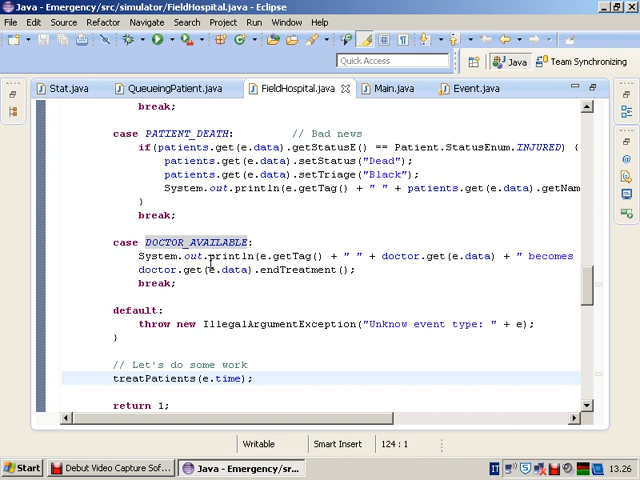 Java - Emergency/src/simulator/FieldHospital.java - Eclipse
File Edit Source Refactor Navigate Search Project Run Window Help
Quick Access
Java
Team Synchronizing
Stat.java
QueueingPatient.java
FieldHospital.java
Main.java
Event.java
break;
case PATIENT_DEATH: // Bad news
if(patients.get(e.data).getStatusE() == Patient.StatusEnum.INJURED) {
patients.get(e.data).setStatus("Dead");
patients.get(e.data).setTriage("Black");
System.out.println(e.getTag() + " " + patients.get(e.data).getNam
}
break;
case DOCTOR_AVAILABLE:
System.out.println(e.getTag() + " " + doctor.get(e.data) + " becomes
doctor.get(e.data).endTreatment();
break;
default:
throw new IllegalArgumentException("Unknow event type: " + e);
}
// Let's do some work
treatPatients(e.time);
return 1;
Writable
Smart Insert
124 : 1
Start
Debut Video Capture Sof...
Java - Emergency/sr...
IT
13.26